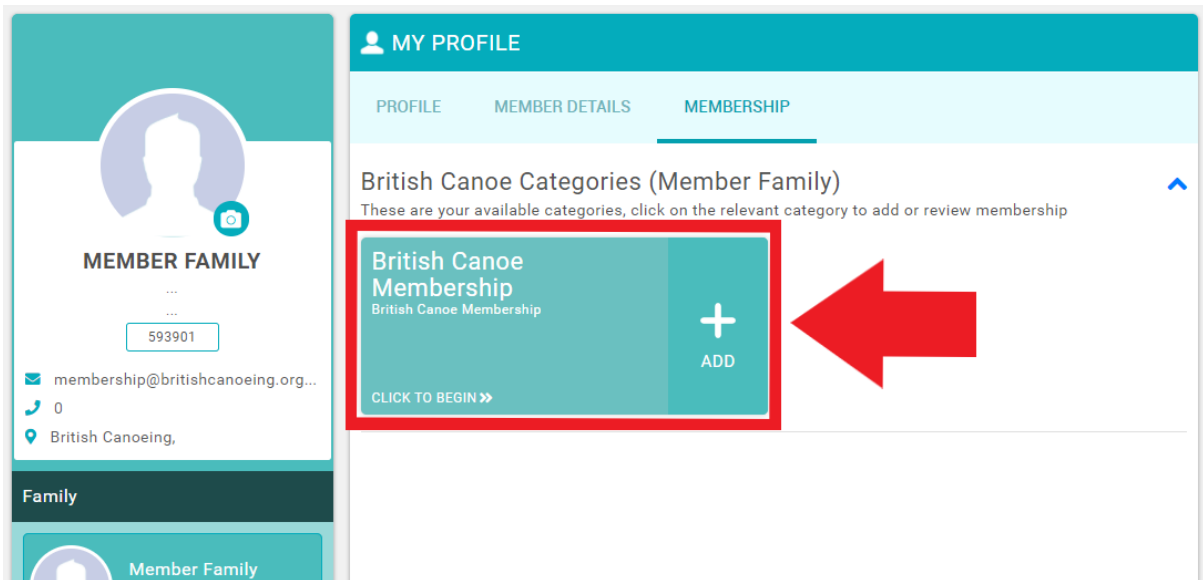 MEMBER FAMILY
...
...
593901
membership@britishcanoeing.org...
0
British Canoeing,
Family
Member Family
MY PROFILE
PROFILE MEMBER DETAILS MEMBERSHIP
British Canoe Categories (Member Family)
These are your available categories, click on the relevant category to add or review membership
British Canoe
Membership
British Canoe Membership
ADD
CLICK TO BEGIN